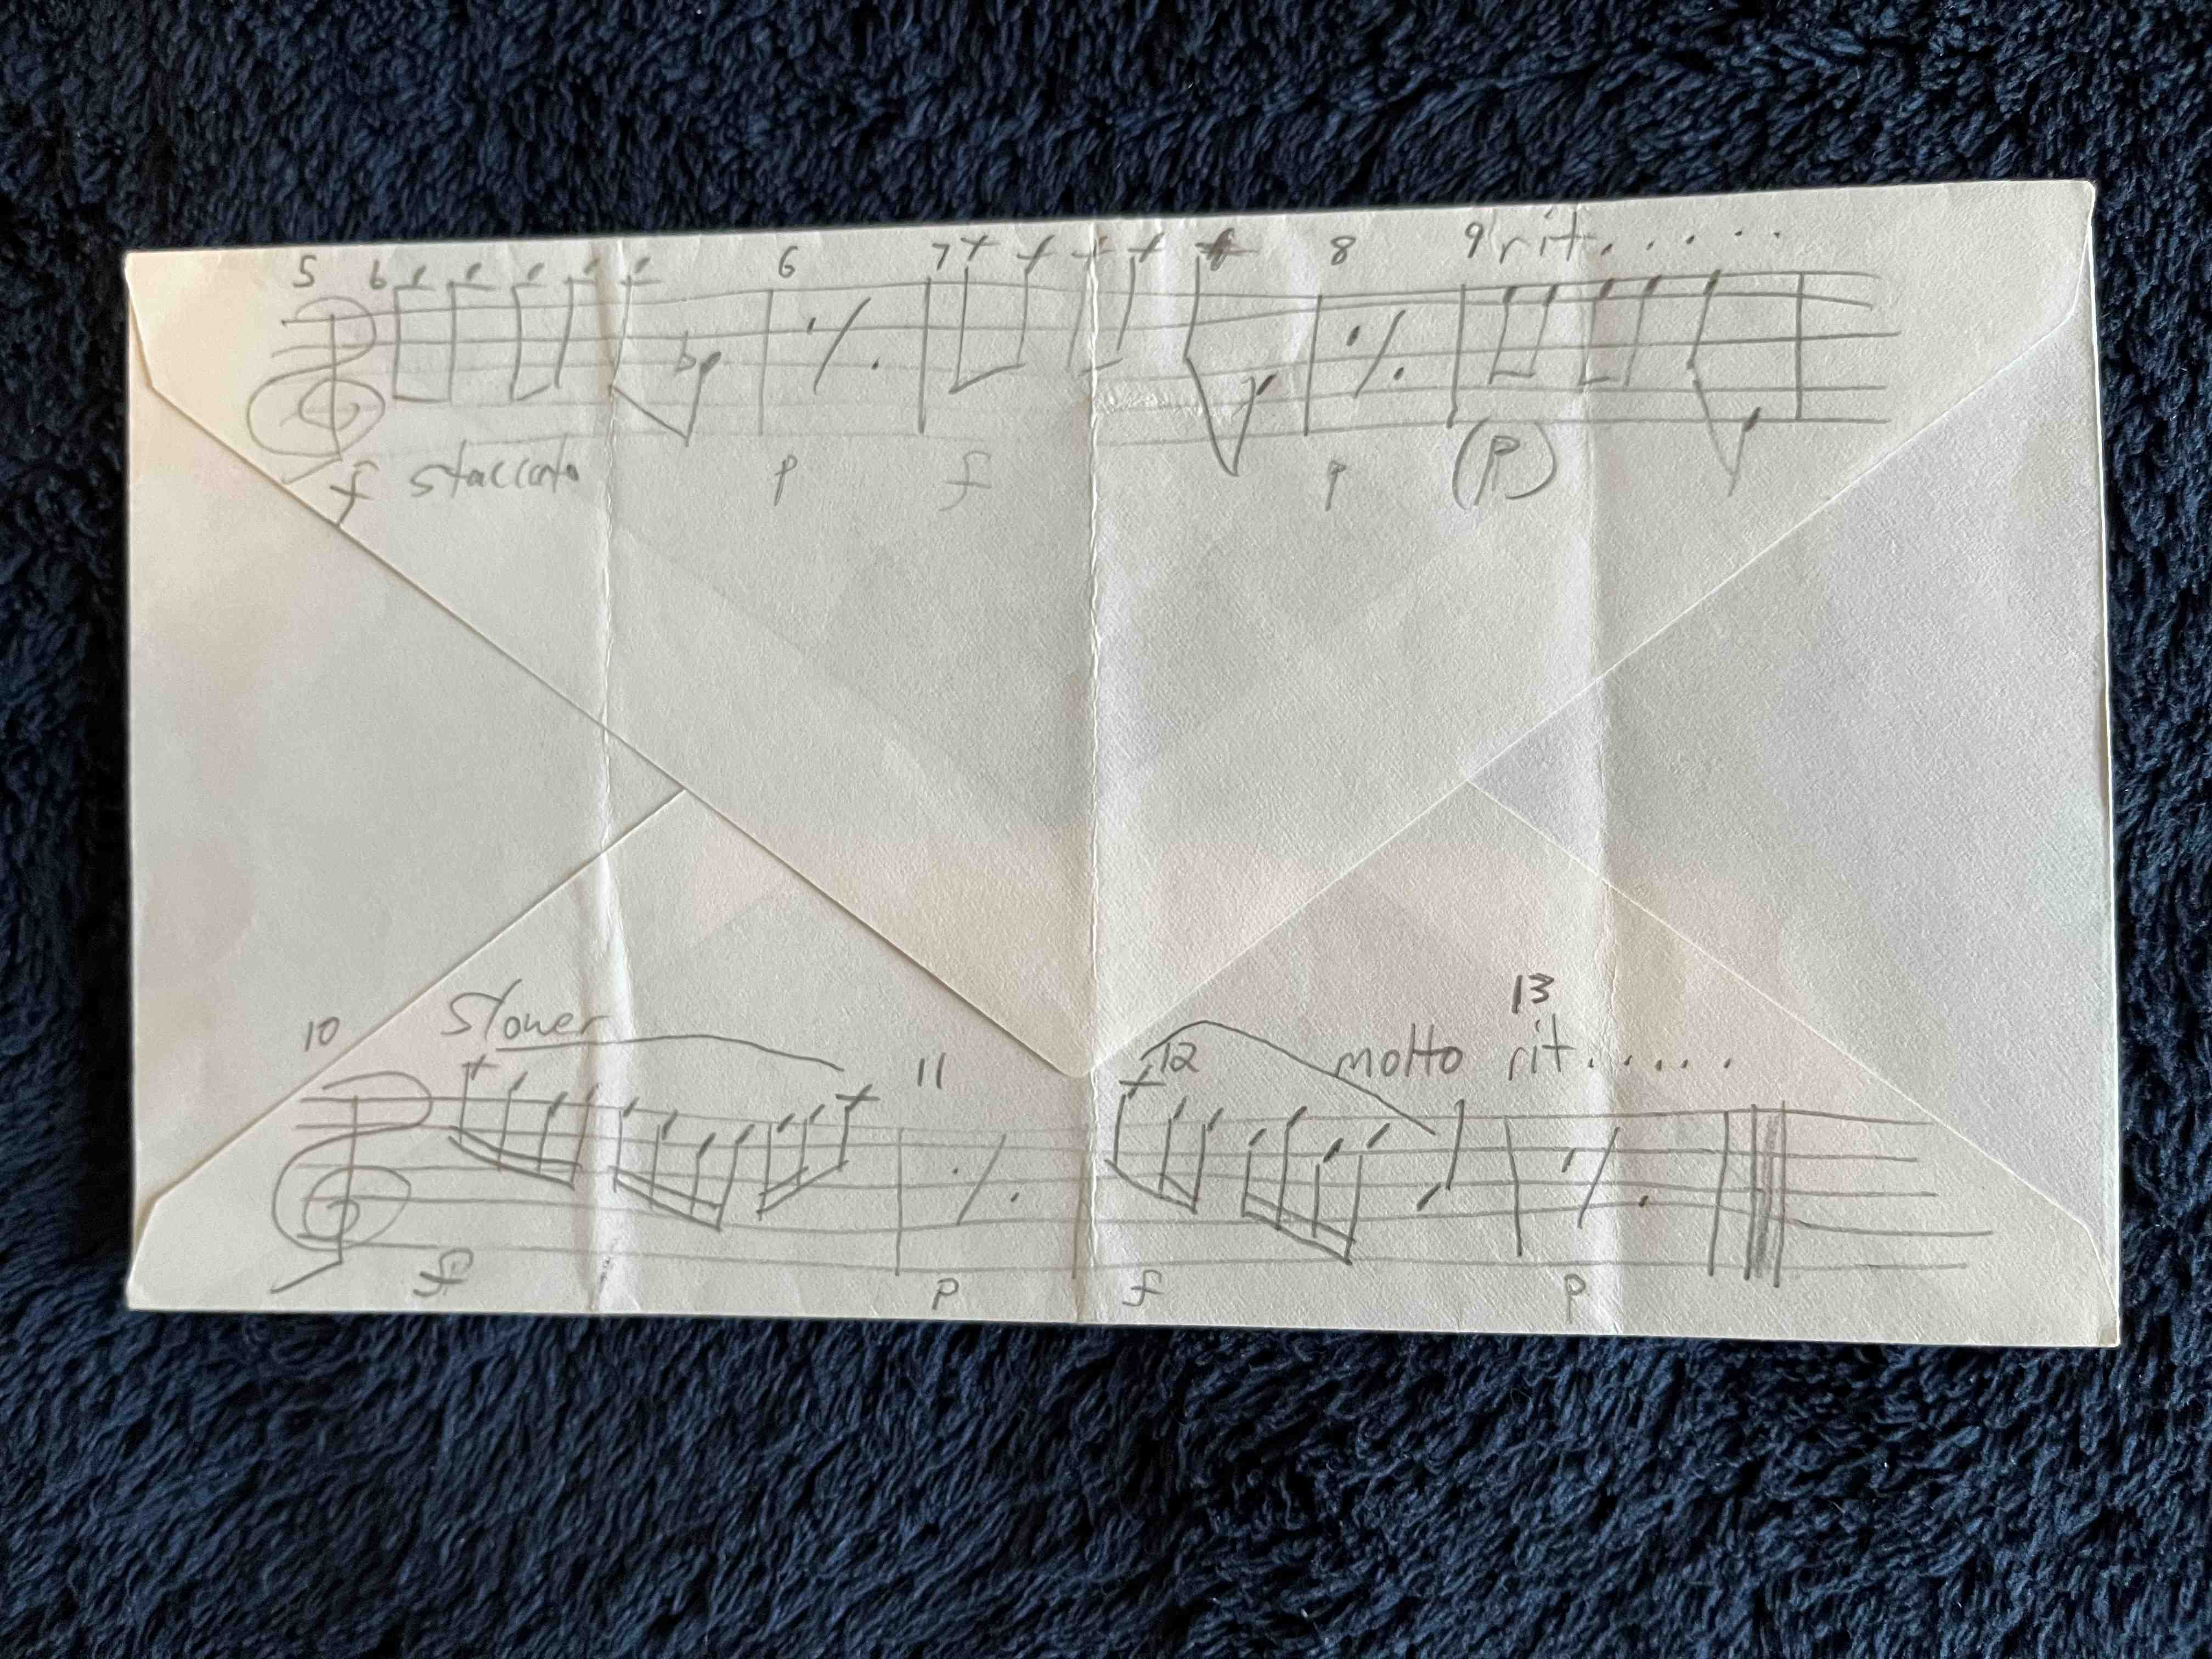 5 6 7 8 9 rit.....
f staccato p f p (p)
Slower 13
10 11 12 molto rit......
f p f p